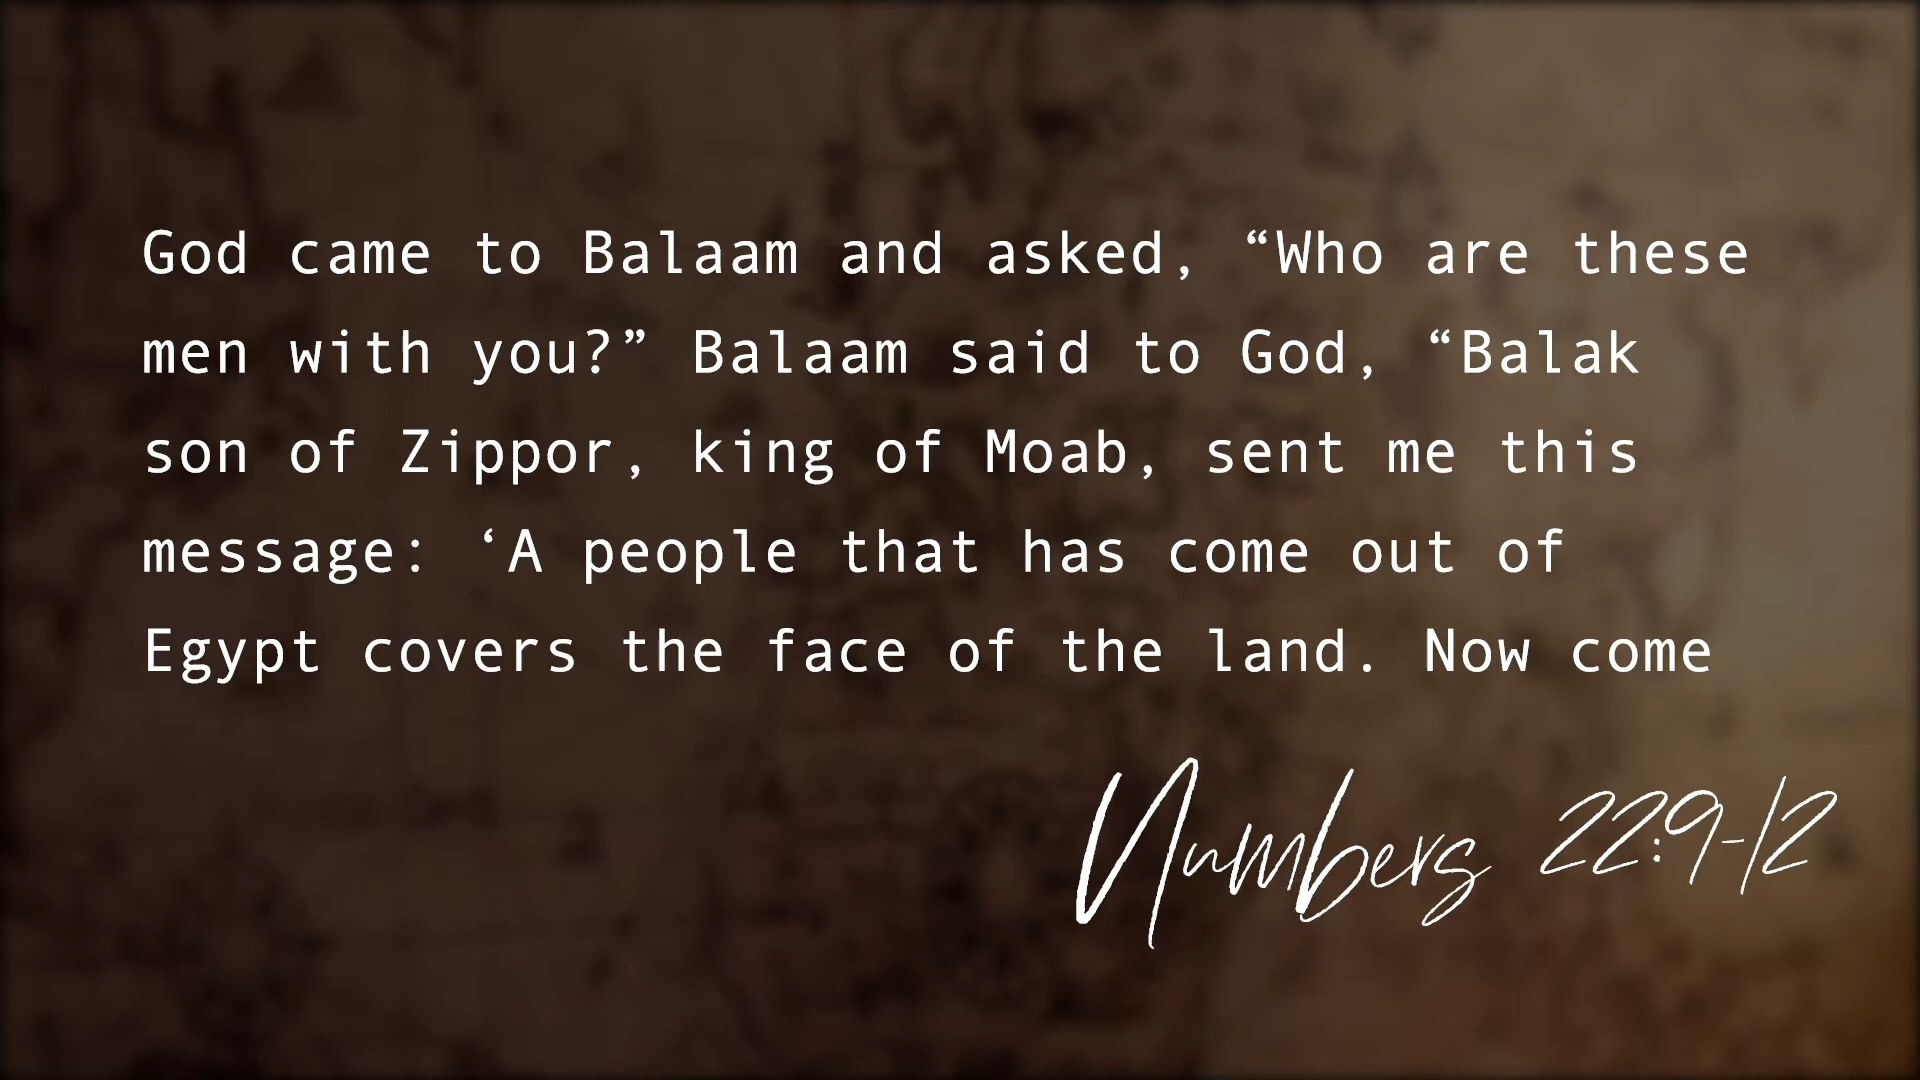 God came to Balaam and asked, “Who are these
men with you?” Balaam said to God, “Balak
son of Zippor, king of Moab, sent me this
message: ‘A people that has come out of
Egypt covers the face of the land. Now come
Numbers 22:9-12